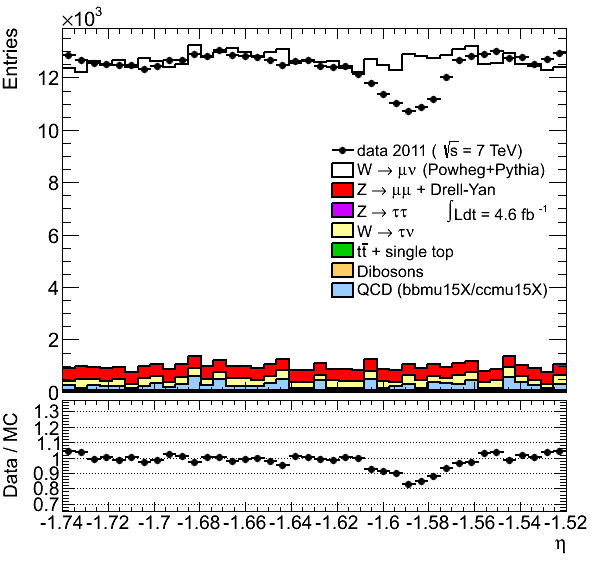 ×10³
Entries
12
10
8
6
4
2
0
data 2011 ( √s = 7 TeV)
W → μν (Powheg+Pythia)
Z → μμ + Drell-Yan
Z → ττ ∫Ldt = 4.6 fb⁻¹
W → τν
tt̄ + single top
Dibosons
QCD (bbmu15X/ccmu15X)
Data / MC
1.3
1.2
1.1
1
0.9
0.8
0.7
-1.74 -1.72 -1.7 -1.68 -1.66 -1.64 -1.62 -1.6 -1.58 -1.56 -1.54 -1.52
η